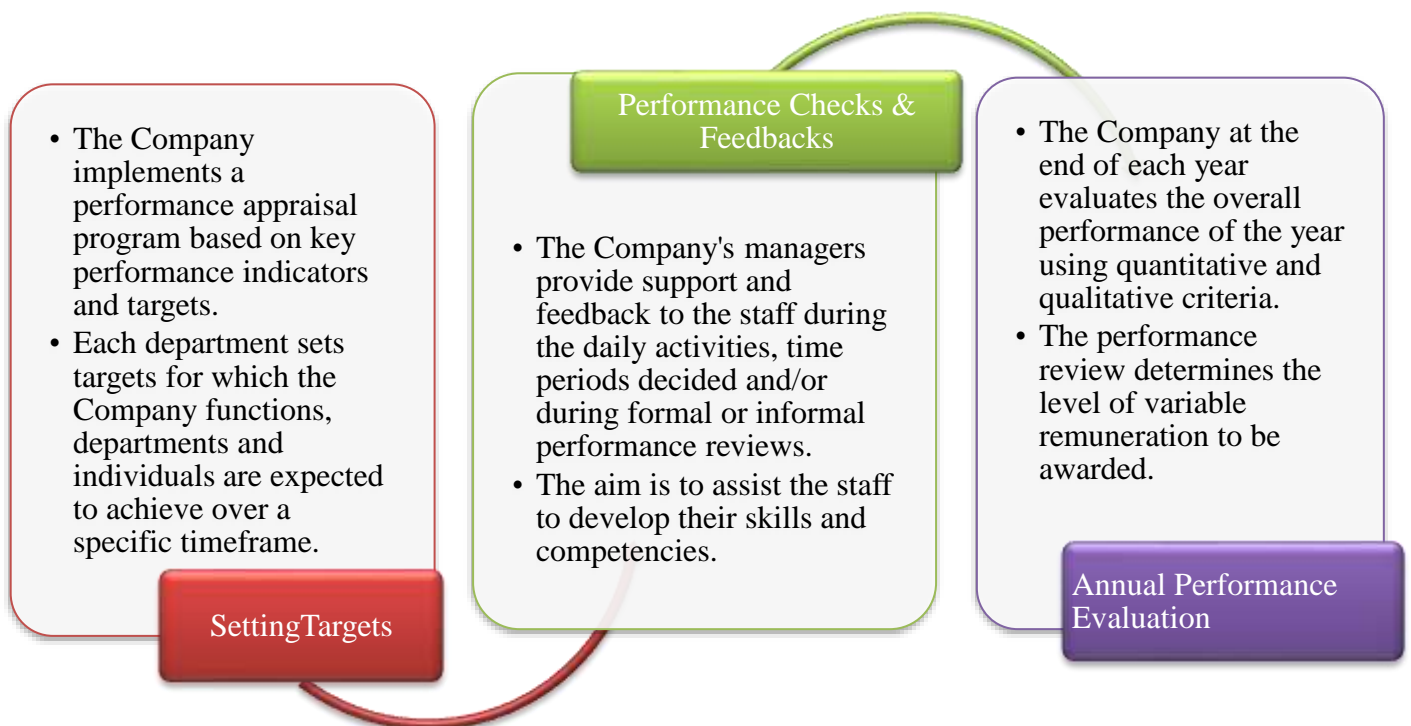 • The Company
implements a
performance appraisal
program based on key
performance indicators
and targets.
• Each department sets
targets for which the
Company functions,
departments and
individuals are expected
to achieve over a
specific timeframe.
SettingTargets
Performance Checks &
Feedbacks
• The Company's managers
provide support and
feedback to the staff during
the daily activities, time
periods decided and/or
during formal or informal
performance reviews.
• The aim is to assist the staff
to develop their skills and
competencies.
• The Company at the
end of each year
evaluates the overall
performance of the year
using quantitative and
qualitative criteria.
• The performance
review determines the
level of variable
remuneration to be
awarded.
Annual Performance
Evaluation